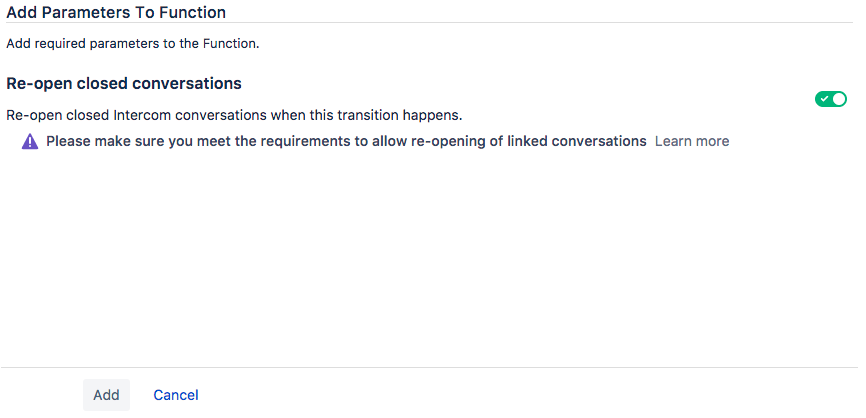 Add Parameters To Function
Add required parameters to the Function.
Re-open closed conversations
Re-open closed Intercom conversations when this transition happens.
Please make sure you meet the requirements to allow re-opening of linked conversations Learn more
Add Cancel